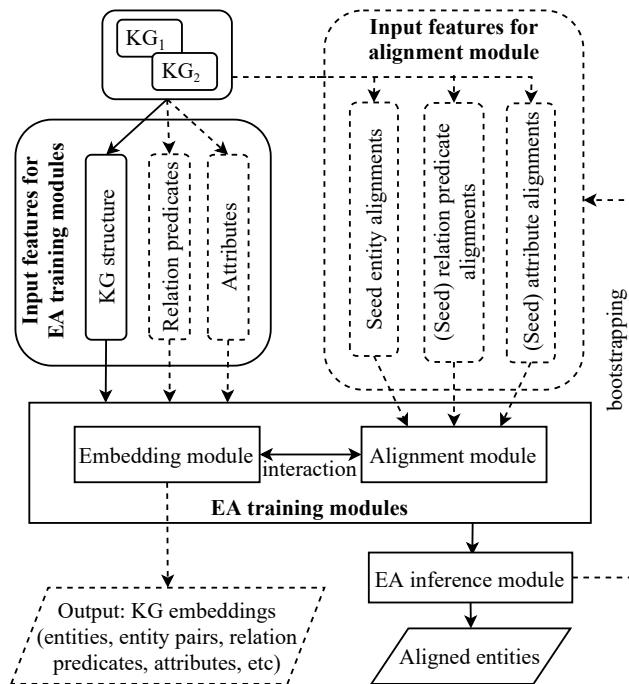 KG₁
KG₂
Input features for
alignment module
Input features for
EA training modules
KG structure
Relation predicates
Attributes
Seed entity alignments
(Seed) relation predicate
alignments
(Seed) attribute alignments
bootstrapping
Embedding module
interaction
Alignment module
EA training modules
EA inference module
Output: KG embeddings
(entities, entity pairs, relation
predicates, attributes, etc)
Aligned entities